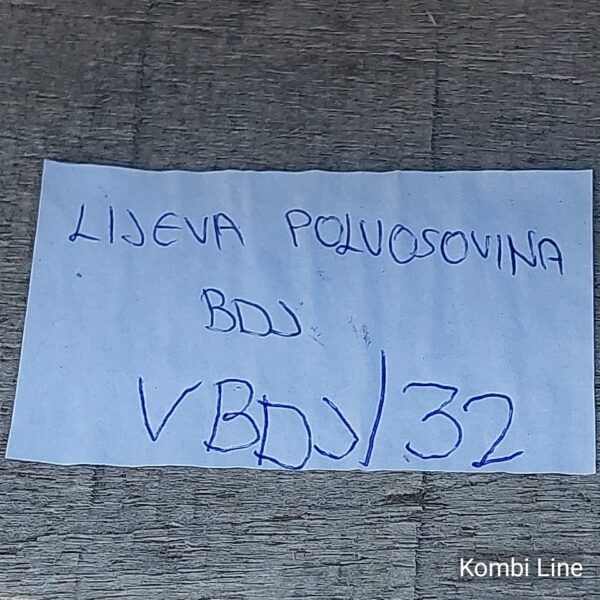 LIJEVA POLUOSOVINA
BDJ
VBDJ/32
Kombi Line